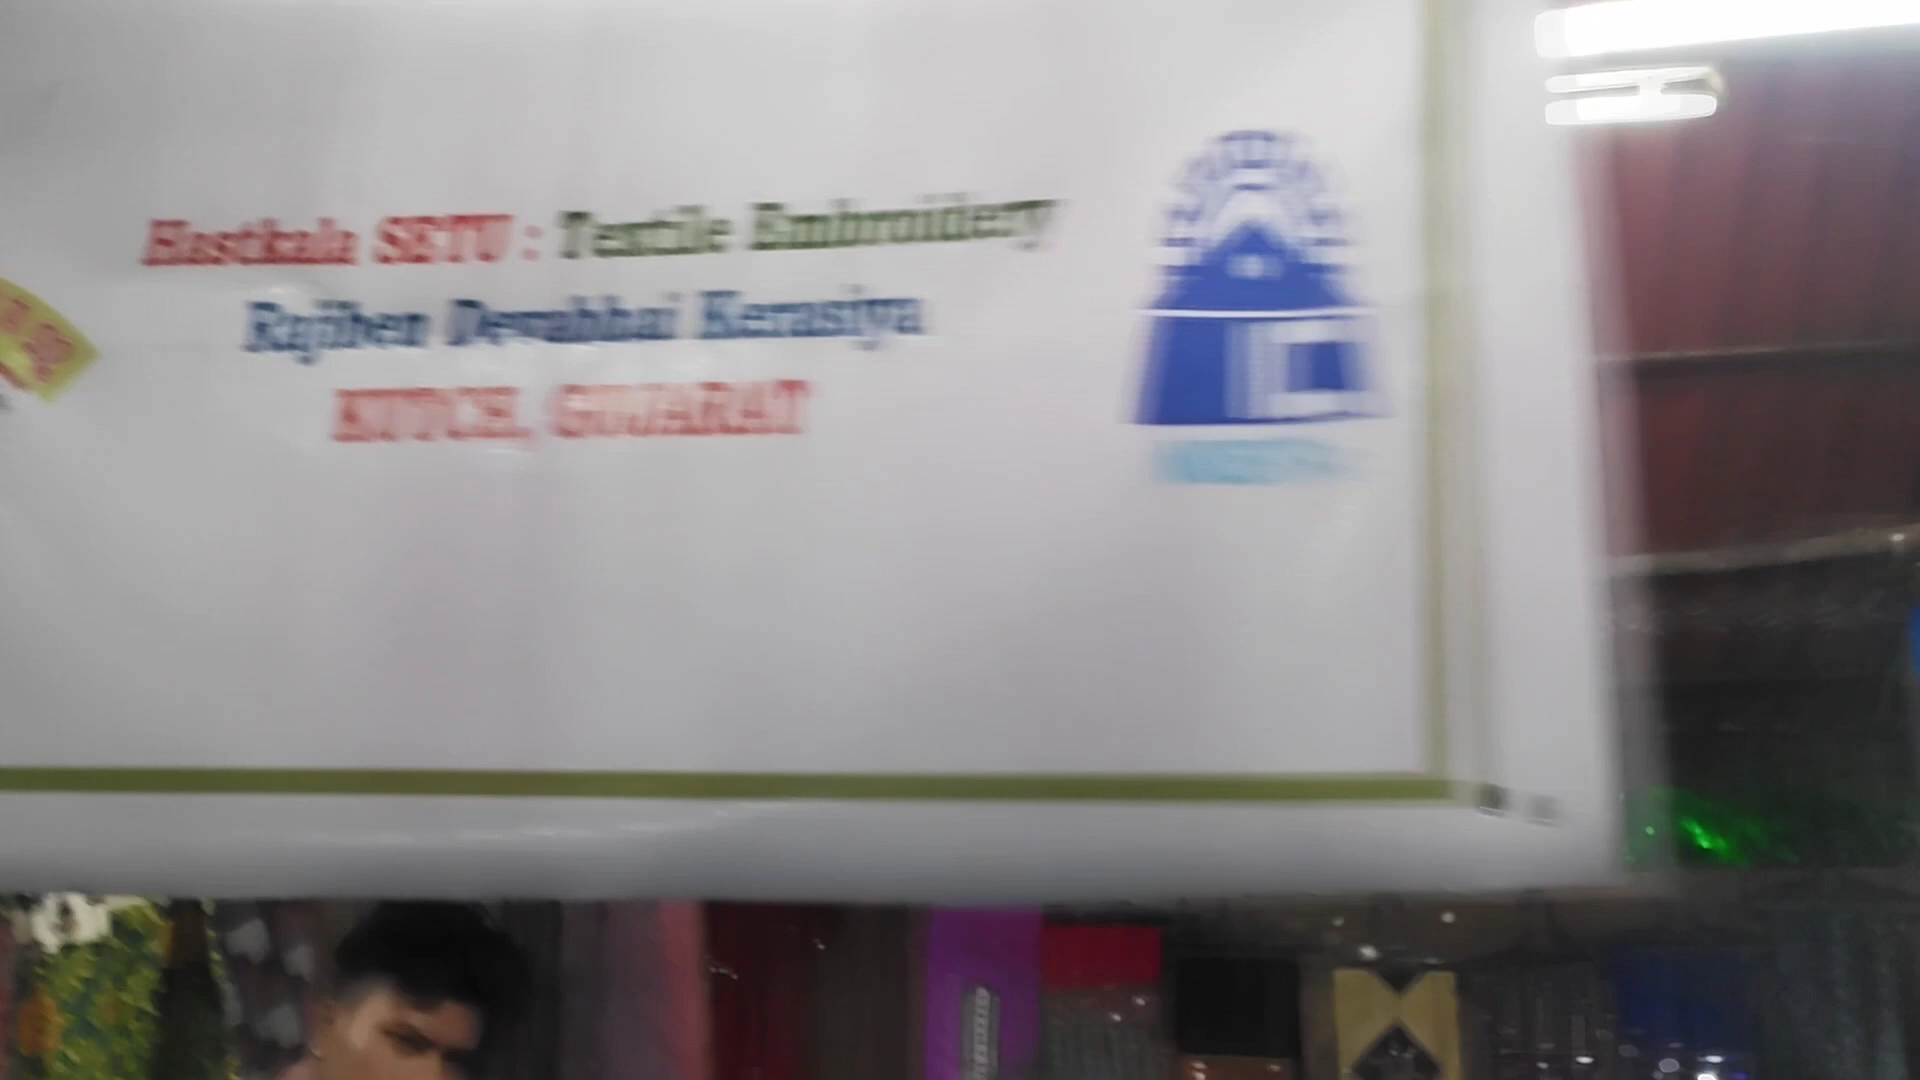 Hastkala SETU : Textile Embroidery
Rajiben Devabhai Kerasiya
KUTCH, GUJARAT